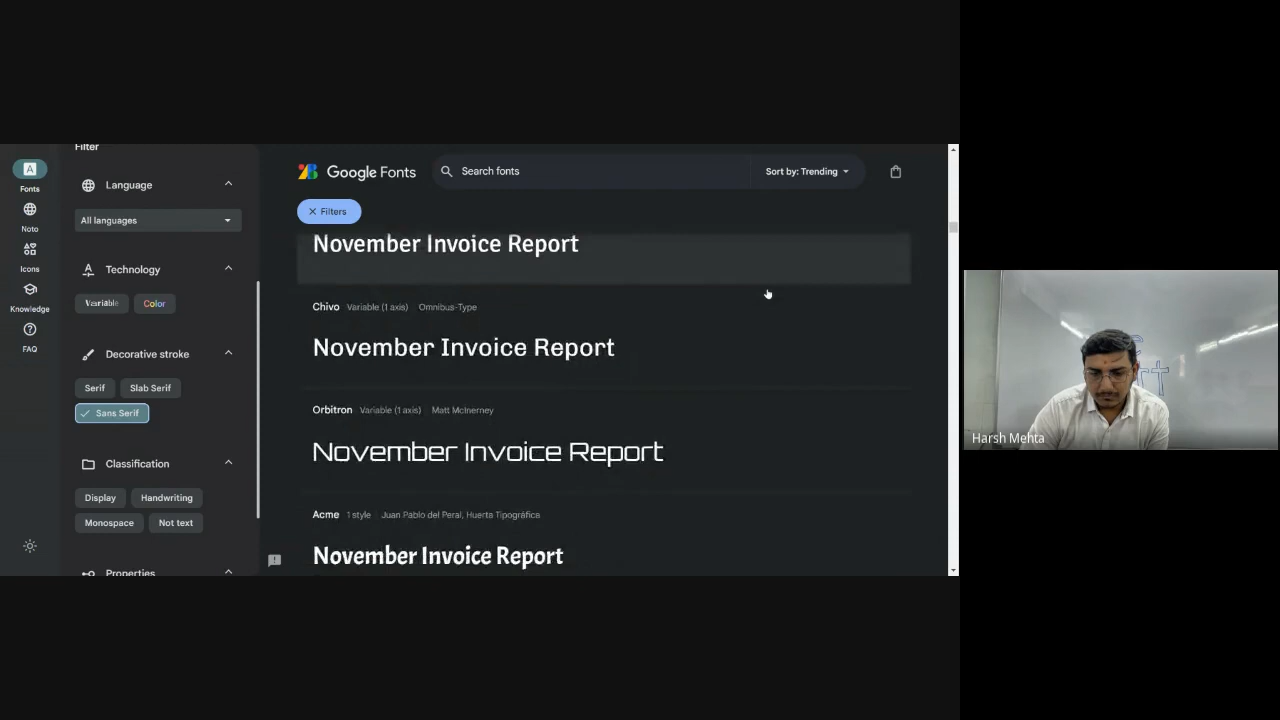 Filter
Google Fonts
Search fonts
Sort by: Trending
Fonts
Language
Filters
All languages
Noto
November Invoice Report
Technology
Icons
Variable
Color
Knowledge
Chivo Variable (1 axis) Omnibus-Type
FAQ
November Invoice Report
Decorative stroke
Serif
Slab Serif
Sans Serif
Orbitron Variable (1 axis) Matt McInerney
November Invoice Report
Classification
Display
Handwriting
Monospace
Not text
Acme 1 style Juan Pablo del Peral, Huerta Tipográfica
November Invoice Report
Properties
Harsh Mehta